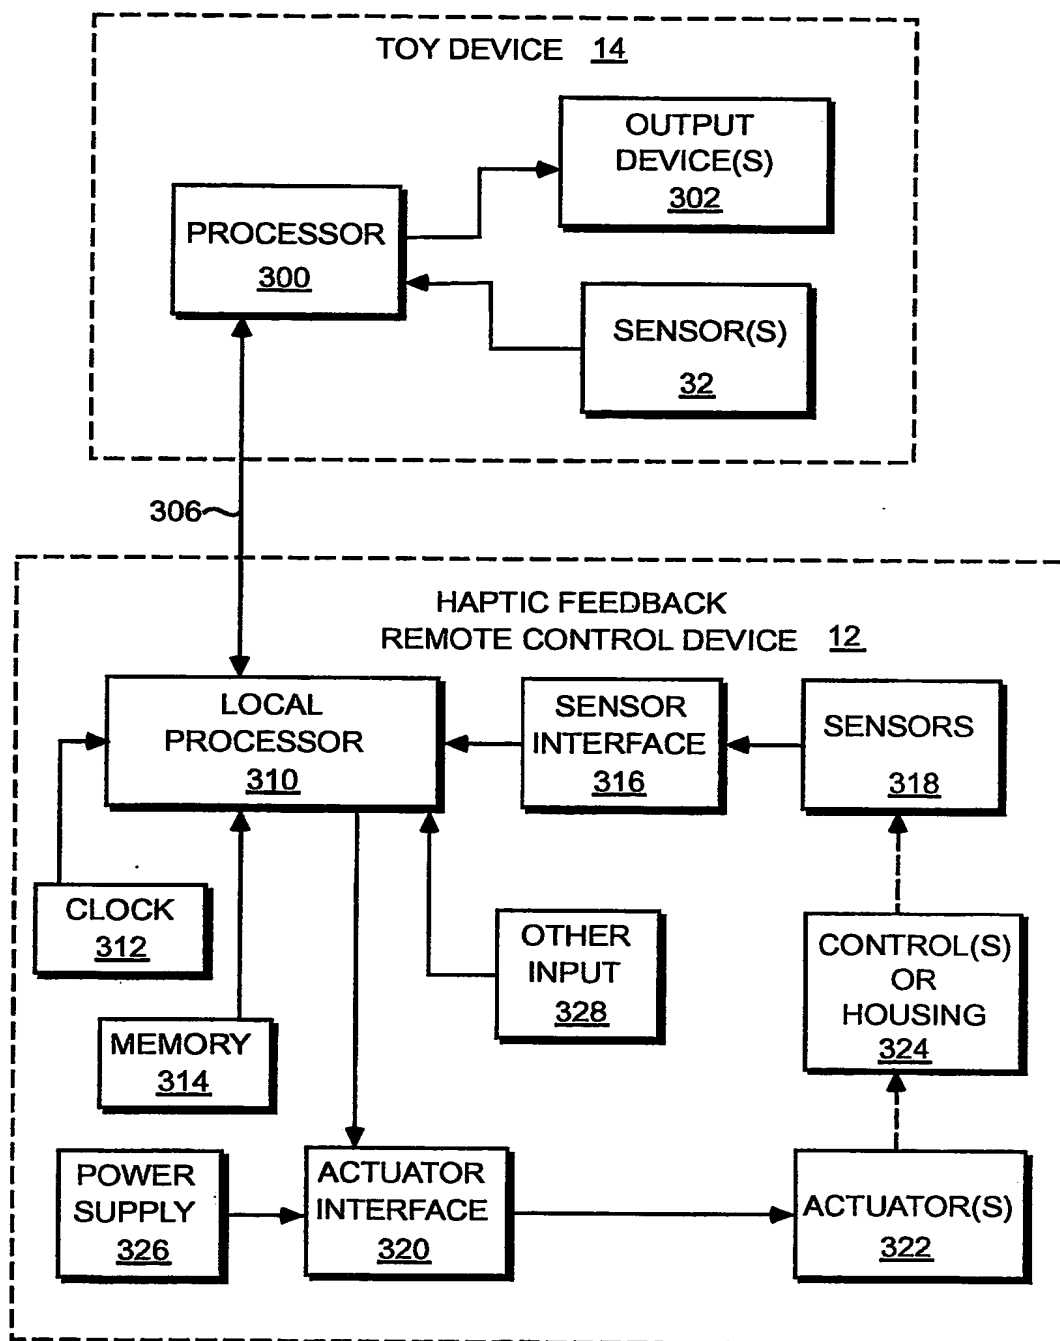 TOY DEVICE 14
OUTPUT
DEVICE(S)
302
PROCESSOR
300
SENSOR(S)
32
306
HAPTIC FEEDBACK
REMOTE CONTROL DEVICE 12
LOCAL
PROCESSOR
310
SENSOR
INTERFACE
316
SENSORS
318
CLOCK
312
OTHER
INPUT
328
CONTROL(S)
OR
HOUSING
324
MEMORY
314
POWER
SUPPLY
326
ACTUATOR
INTERFACE
320
ACTUATOR(S)
322